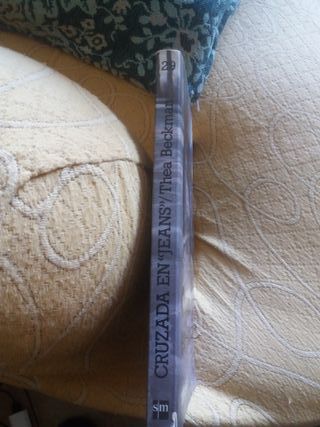 CRUZADA EN "JEANS"/Thea Beckman
29
sm